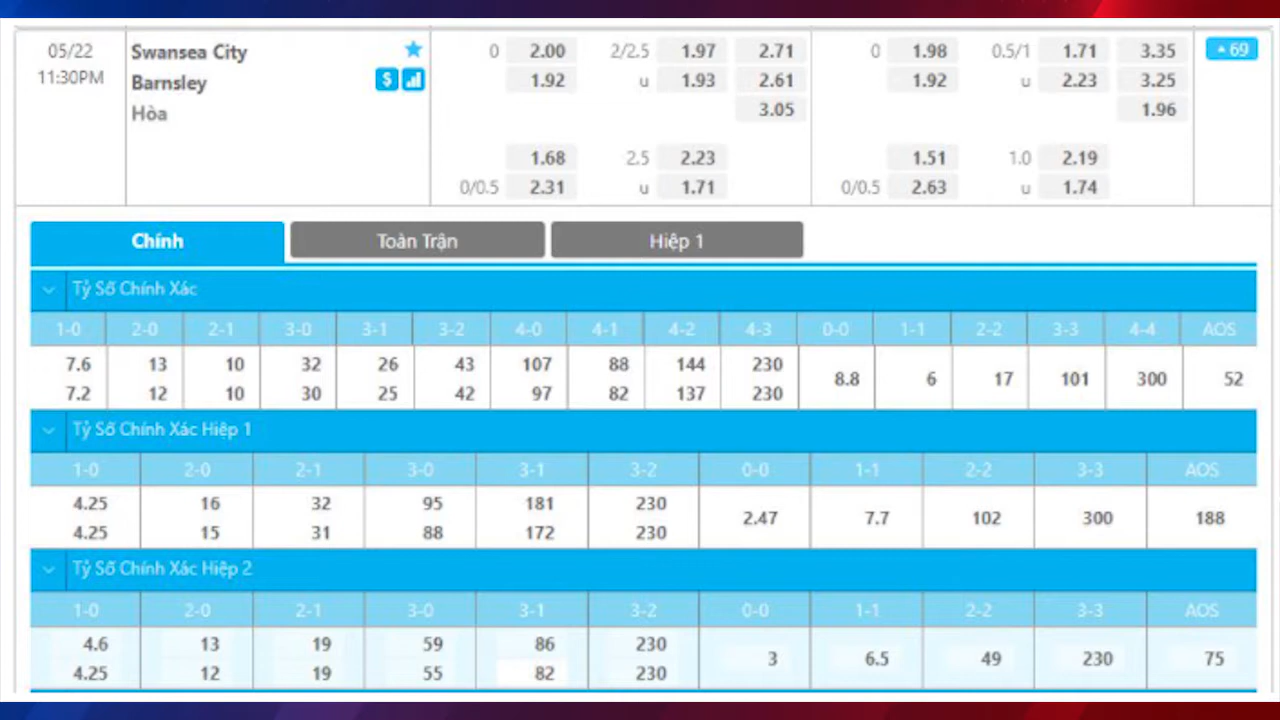 05/22 Swansea City 0 2.00 2/2.5 1.97 2.71 0 1.98 0.5/1 1.71 3.35 69
11:30PM Barnsley $ 1.92 u 1.93 2.61 1.92 u 2.23 3.25
Hòa 3.05 1.96
1.68 2.5 2.23 1.51 1.0 2.19
0/0.5 2.31 u 1.71 0/0.5 2.63 u 1.74
Chính Toàn Trận Hiệp 1
Tỷ Số Chính Xác
1-0 2-0 2-1 3-0 3-1 3-2 4-0 4-1 4-2 4-3 0-0 1-1 2-2 3-3 4-4 AOS
7.6 13 10 32 26 43 107 88 144 230
8.8 6 17 101 300 52
7.2 12 10 30 25 42 97 82 137 230
Tỷ Số Chính Xác Hiệp 1
1-0 2-0 2-1 3-0 3-1 3-2 0-0 1-1 2-2 3-3 AOS
4.25 16 32 95 181 230
2.47 7.7 102 300 188
4.25 15 31 88 172 230
Tỷ Số Chính Xác Hiệp 2
1-0 2-0 2-1 3-0 3-1 3-2 0-0 1-1 2-2 3-3 AOS
4.6 13 19 59 86 230
3 6.5 49 230 75
4.25 12 19 55 82 230